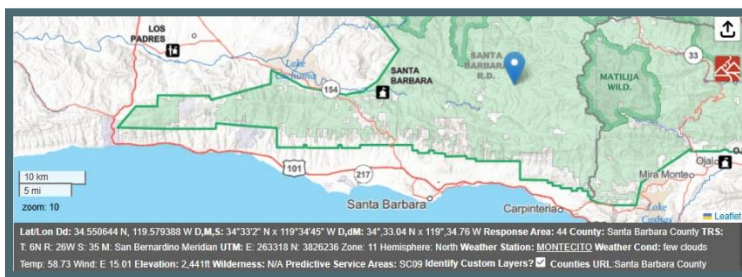 LOS
PADRES
Lake
Cachuma
154
SANTA
BARBARA
SANTA
BARBARA
R.D.
MATILIJA
WILD.
33
101
217
Ojai
Mira Monte
Santa Barbara
Carpinteria
Lake
Casitas
10 km
5 mi
zoom: 10
Leaflet
Lat/Lon Dd: 34.550644 N, 119.579388 W D,M,S: 34°33'2" N x 119°34'45" W D,dM: 34°,33.04 N x 119°,34.76 W Response Area: 44 County: Santa Barbara County TRS:
T: 6N R: 26W S: 35 M: San Bernardino Meridian UTM: E: 263318 N: 3826236 Zone: 11 Hemisphere: North Weather Station: MONTECITO Weather Cond: few clouds
Temp: 58.73 Wind: E 15.01 Elevation: 2,441ft Wilderness: N/A Predictive Service Areas: SC09 Identify Custom Layers? Counties URL:Santa Barbara County